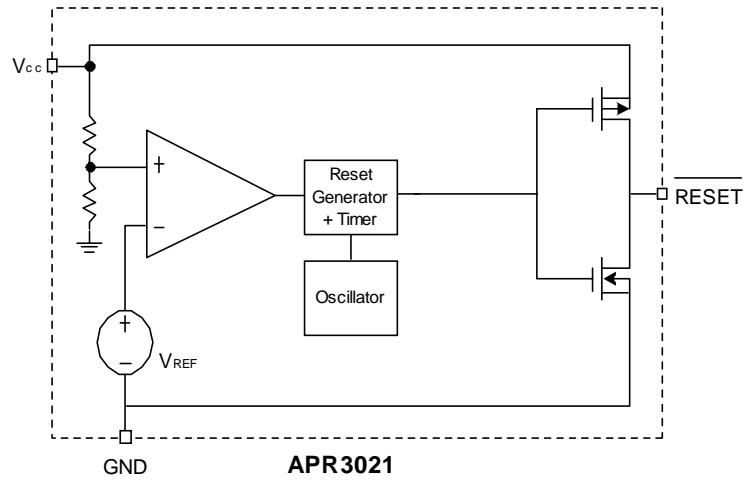 Vcc
+
−
Reset
Generator
+ Timer
Oscillator
RESET
+
−
VREF
GND
APR3021